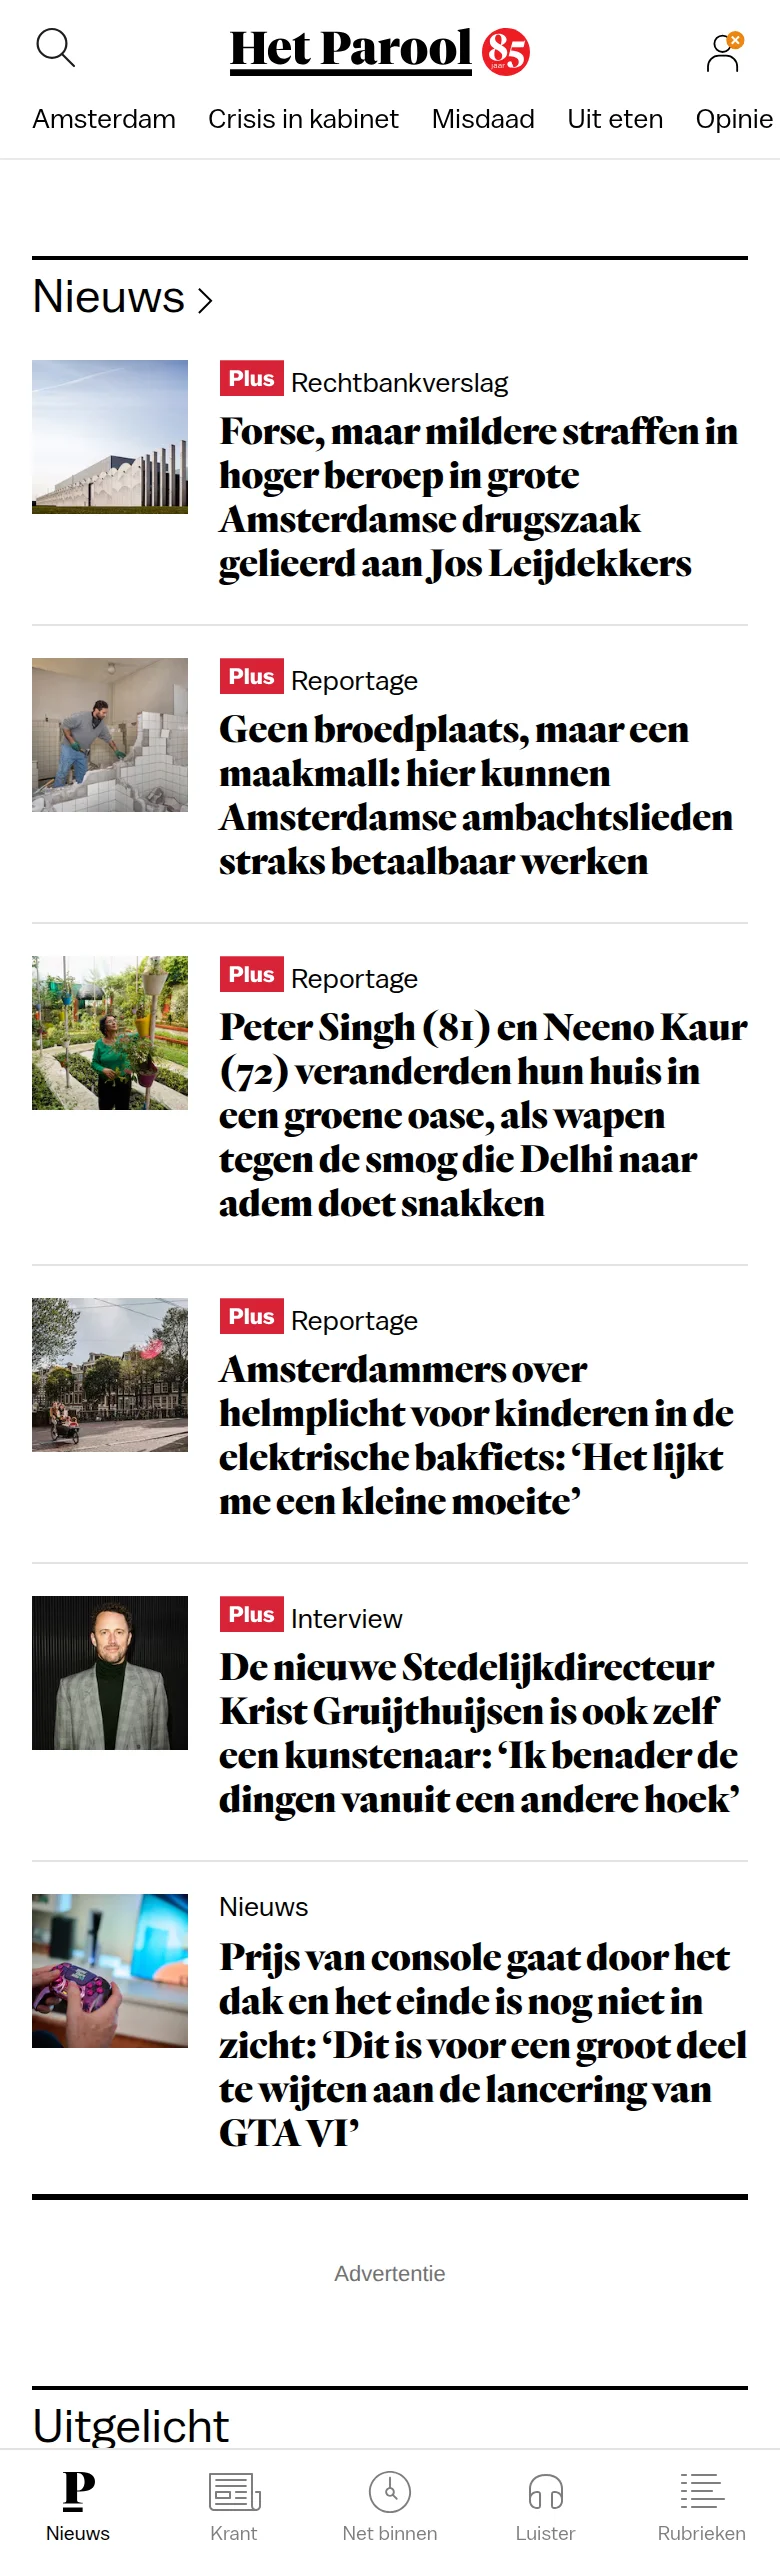 Het Parool 85 jaar
Amsterdam Crisis in kabinet Misdaad Uit eten Opinie
Nieuws
Plus Rechtbankverslag
Forse, maar mildere straffen in
hoger beroep in grote
Amsterdamse drugszaak
gelieerd aan Jos Leijdekkers
Plus Reportage
Geen broedplaats, maar een
maakmall: hier kunnen
Amsterdamse ambachtslieden
straks betaalbaar werken
Plus Reportage
Peter Singh (81) en Neeno Kaur
(72) veranderden hun huis in
een groene oase, als wapen
tegen de smog die Delhi naar
adem doet snakken
Plus Reportage
Amsterdammers over
helmplicht voor kinderen in de
elektrische bakfiets: ‘Het lijkt
me een kleine moeite’
Plus Interview
De nieuwe Stedelijkdirecteur
Krist Gruijthuijsen is ook zelf
een kunstenaar: ‘Ik benader de
dingen vanuit een andere hoek’
Nieuws
Prijs van console gaat door het
dak en het einde is nog niet in
zicht: ‘Dit is voor een groot deel
te wijten aan de lancering van
GTA VI’
Advertentie
Uitgelicht
P
Nieuws Krant Net binnen Luister Rubrieken